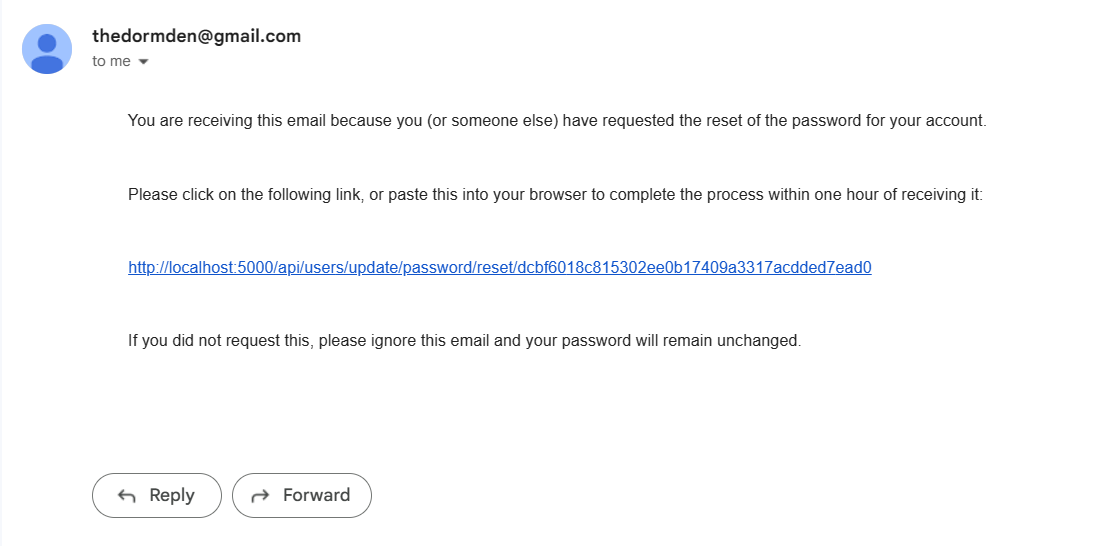 thedormden@gmail.com
to me
You are receiving this email because you (or someone else) have requested the reset of the password for your account.
Please click on the following link, or paste this into your browser to complete the process within one hour of receiving it:
http://localhost:5000/api/users/update/password/reset/dcbf6018c815302ee0b17409a3317acdded7ead0
If you did not request this, please ignore this email and your password will remain unchanged.
Reply
Forward